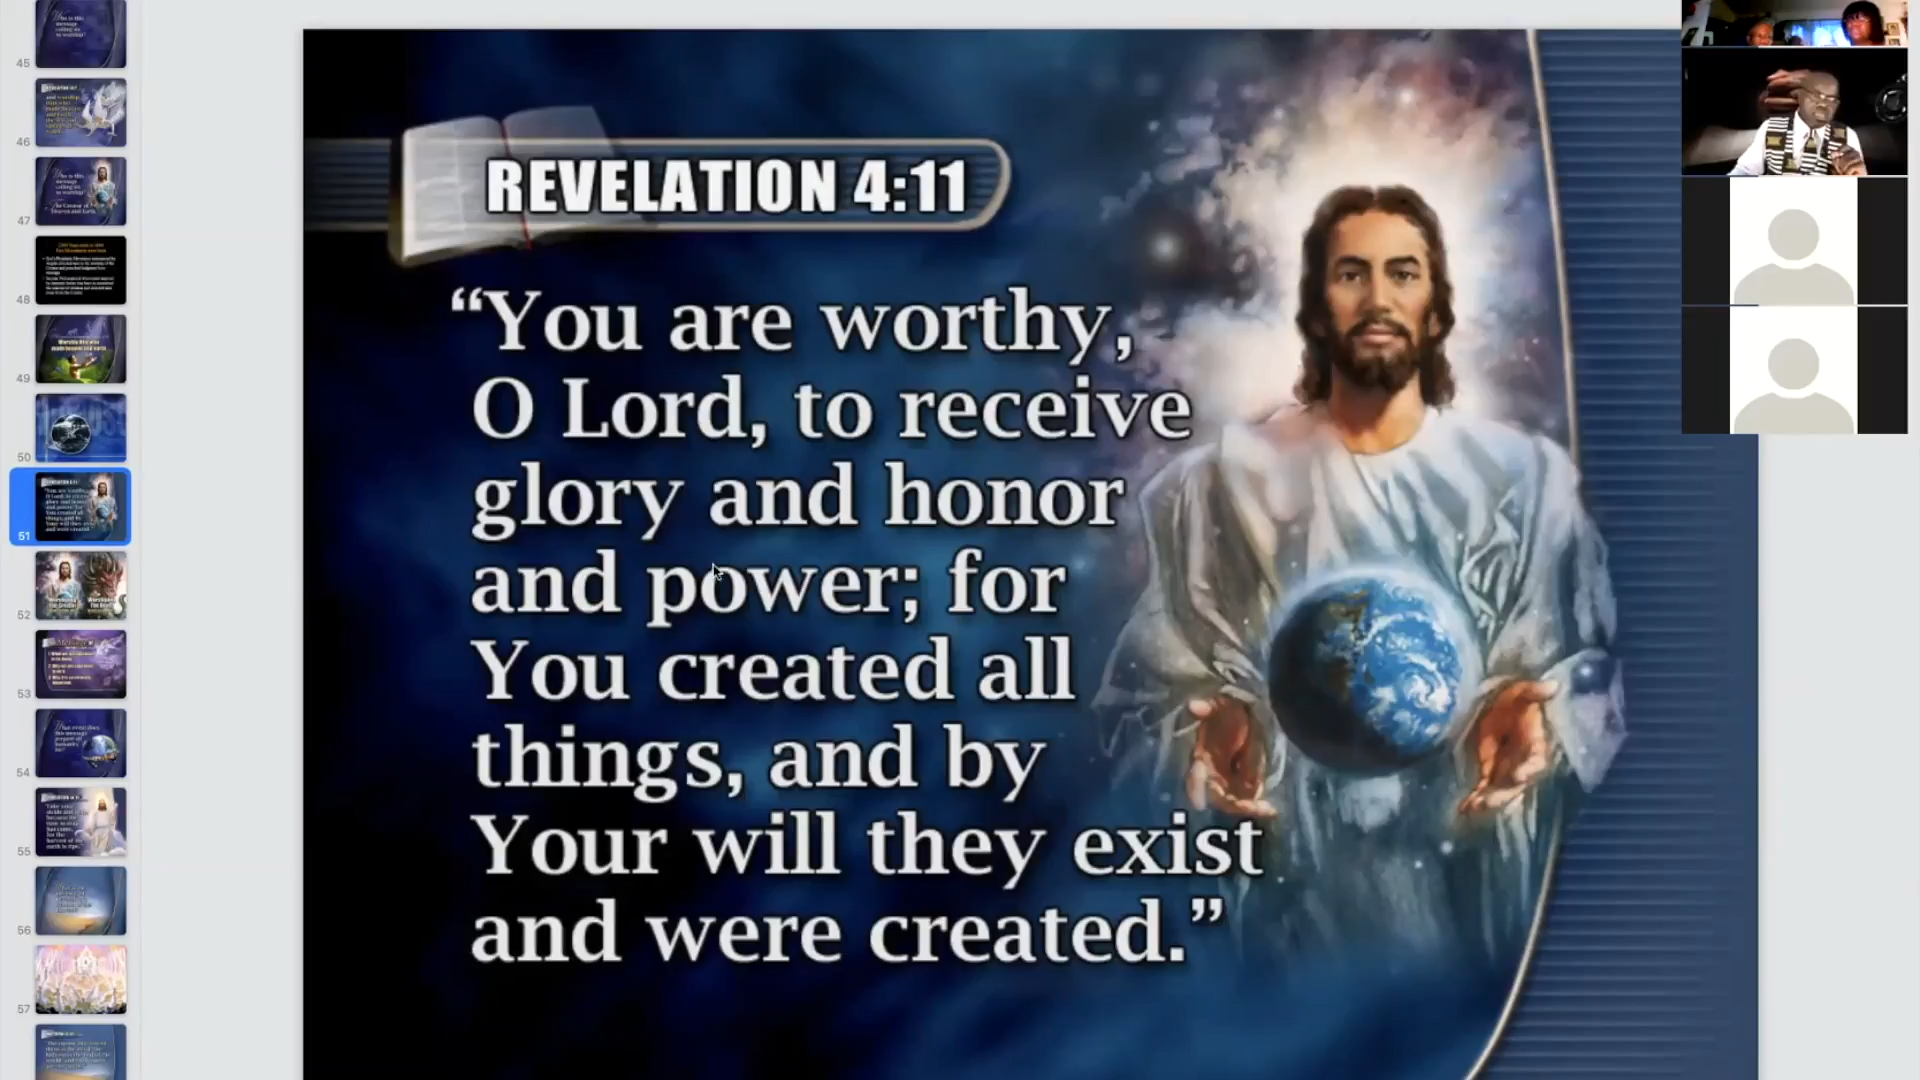 45
46
47
48
49
50
51
52
53
54
55
56
57
REVELATION 4:11
“You are worthy,
O Lord, to receive
glory and honor
and power; for
You created all
things, and by
Your will they exist
and were created.”